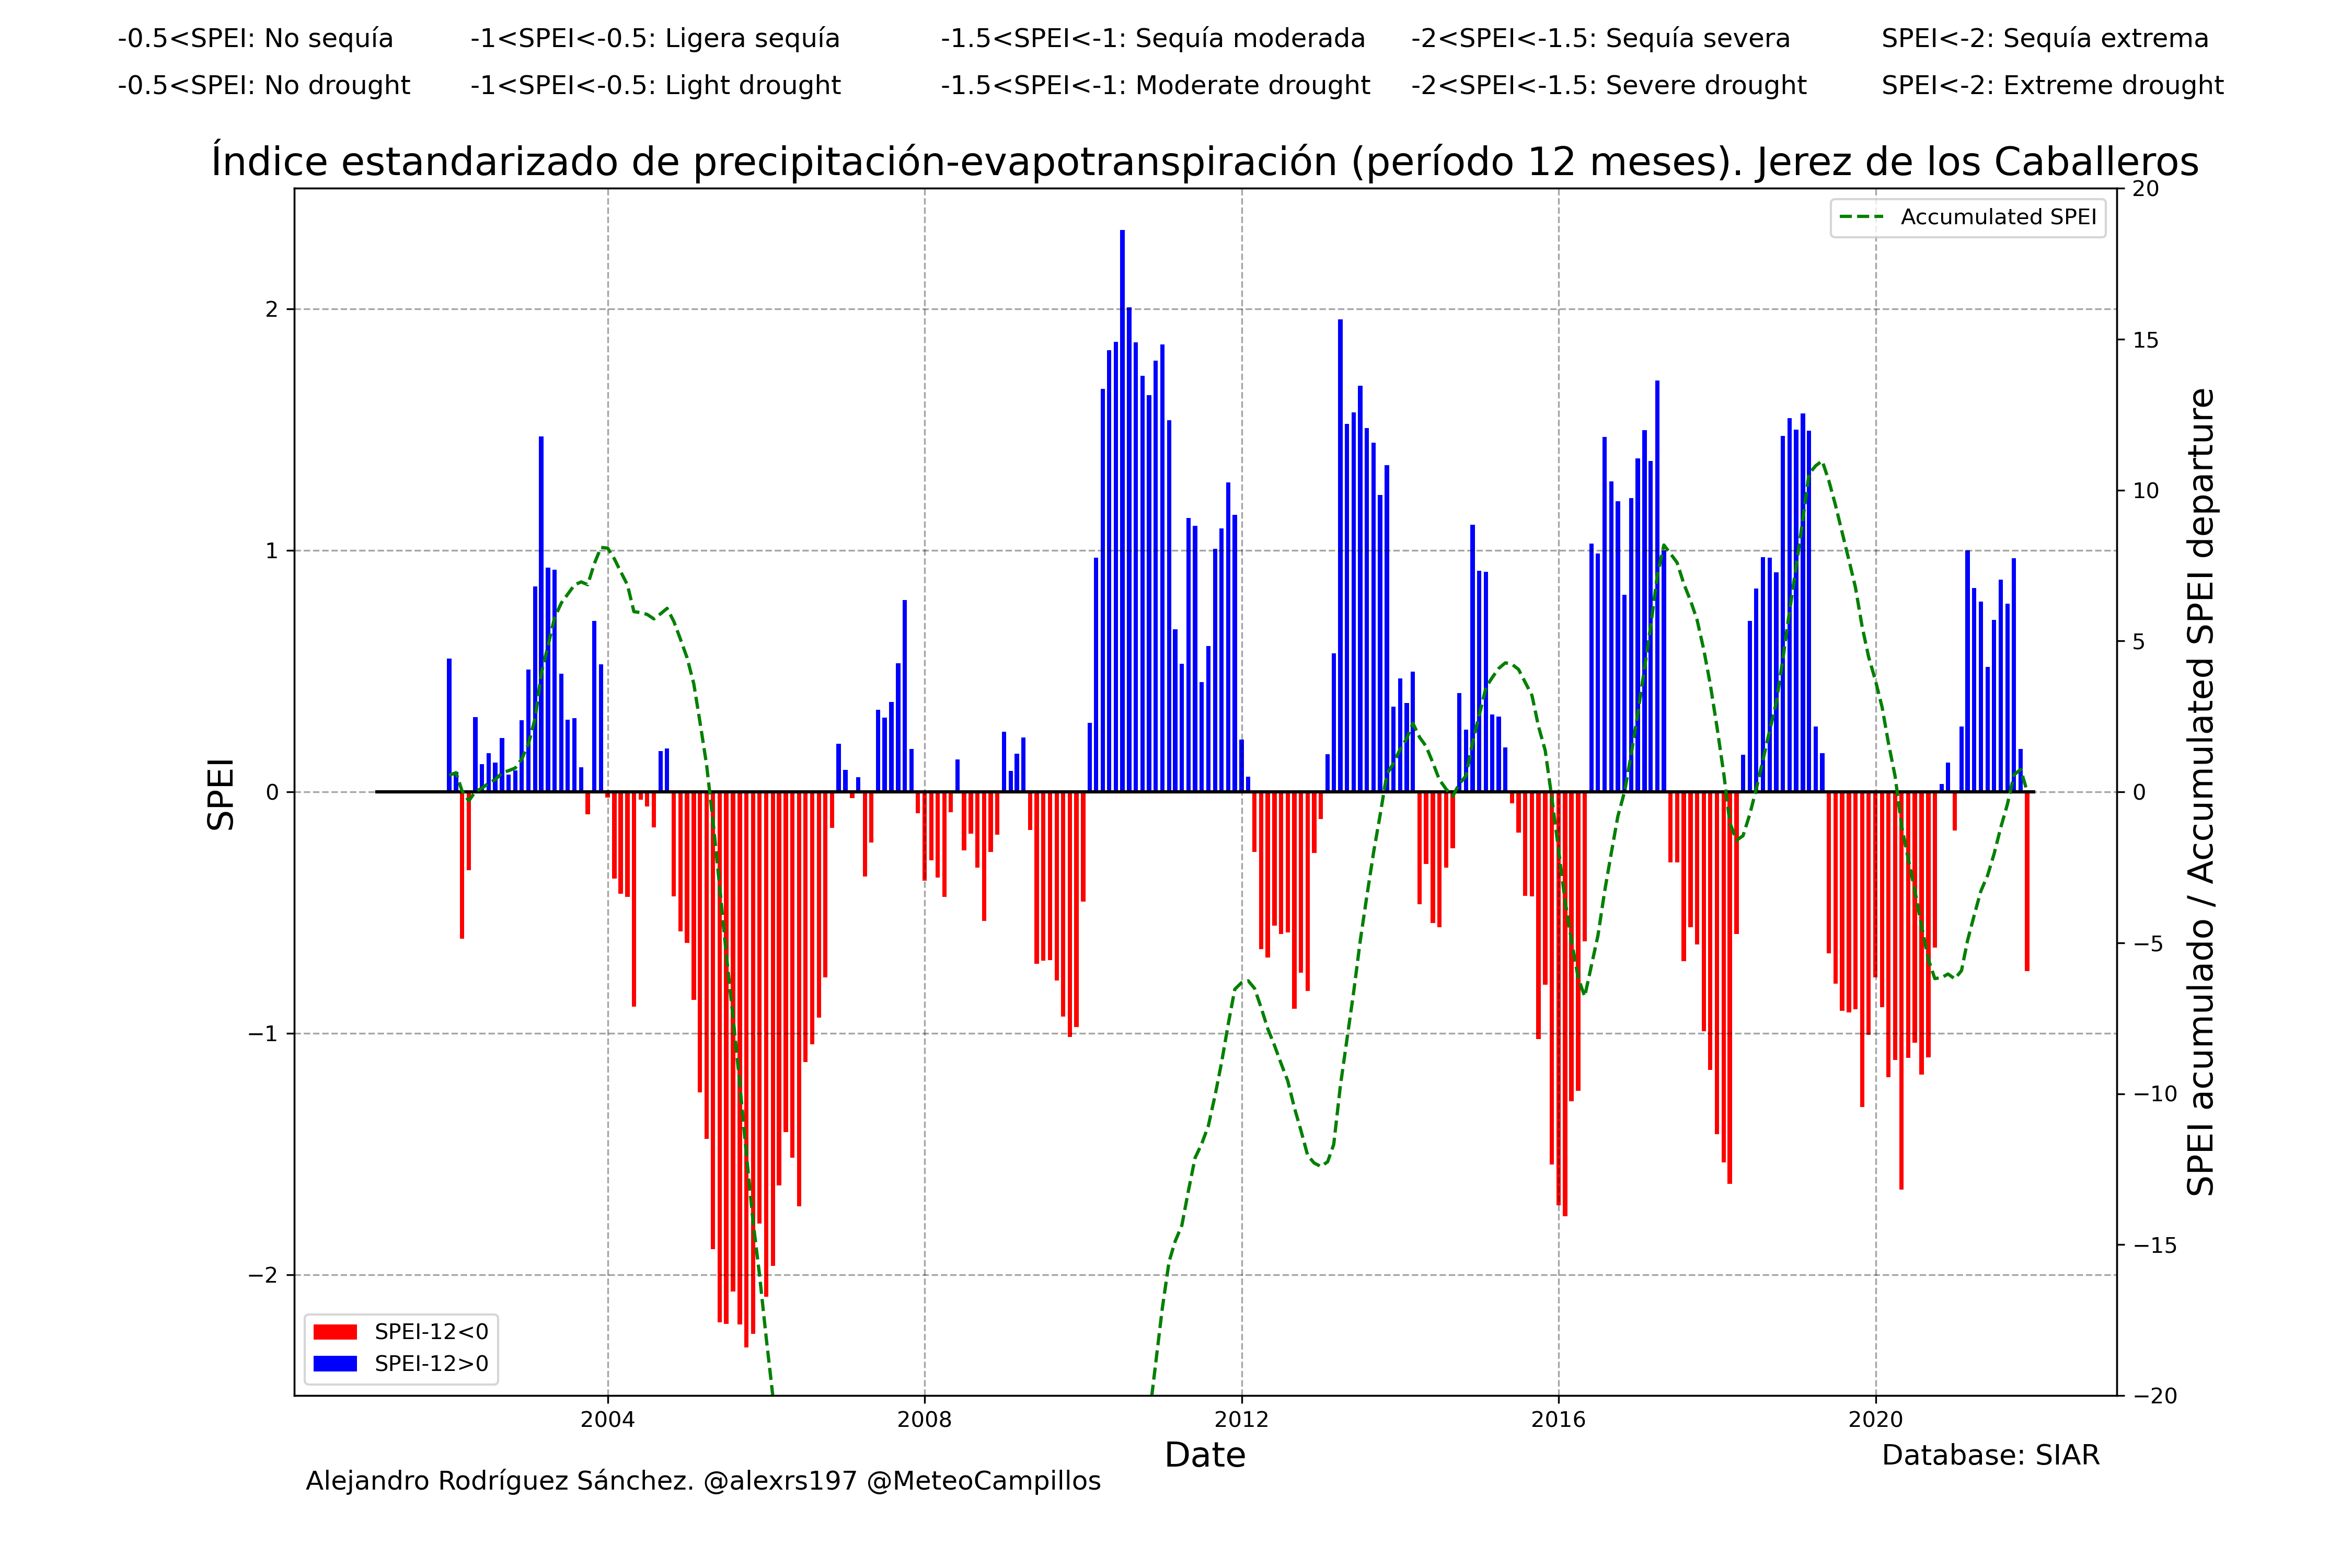 -0.5<SPEI: No sequía -1<SPEI<-0.5: Ligera sequía -1.5<SPEI<-1: Sequía moderada -2<SPEI<-1.5: Sequía severa SPEI<-2: Sequía extrema
-0.5<SPEI: No drought -1<SPEI<-0.5: Light drought -1.5<SPEI<-1: Moderate drought -2<SPEI<-1.5: Severe drought SPEI<-2: Extreme drought
Índice estandarizado de precipitación-evapotranspiración (período 12 meses). Jerez de los Caballeros
Accumulated SPEI
SPEI
2
1
0
−1
−2
20
15
10
5
0
−5
−10
−15
−20
SPEI acumulado / Accumulated SPEI departure
SPEI-12<0
SPEI-12>0
2004 2008 2012 2016 2020
Date
Database: SIAR
Alejandro Rodríguez Sánchez. @alexrs197 @MeteoCampillos